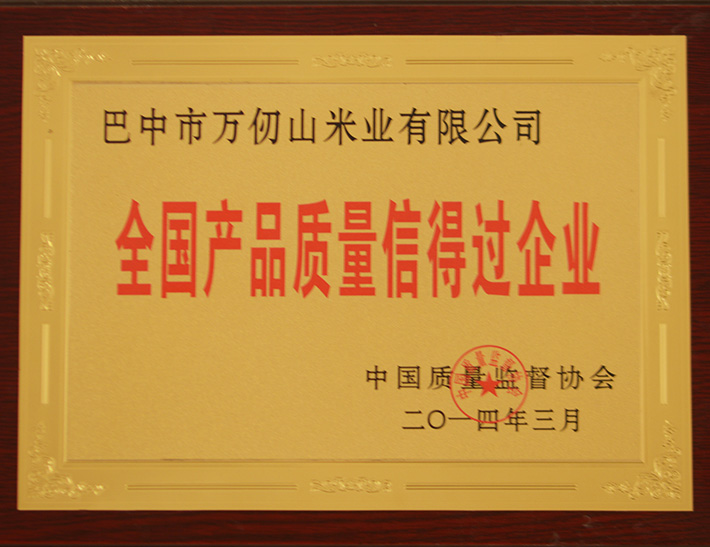 巴中市万仞山米业有限公司
全国产品质量信得过企业
中国质量监督协会
二〇一四年三月